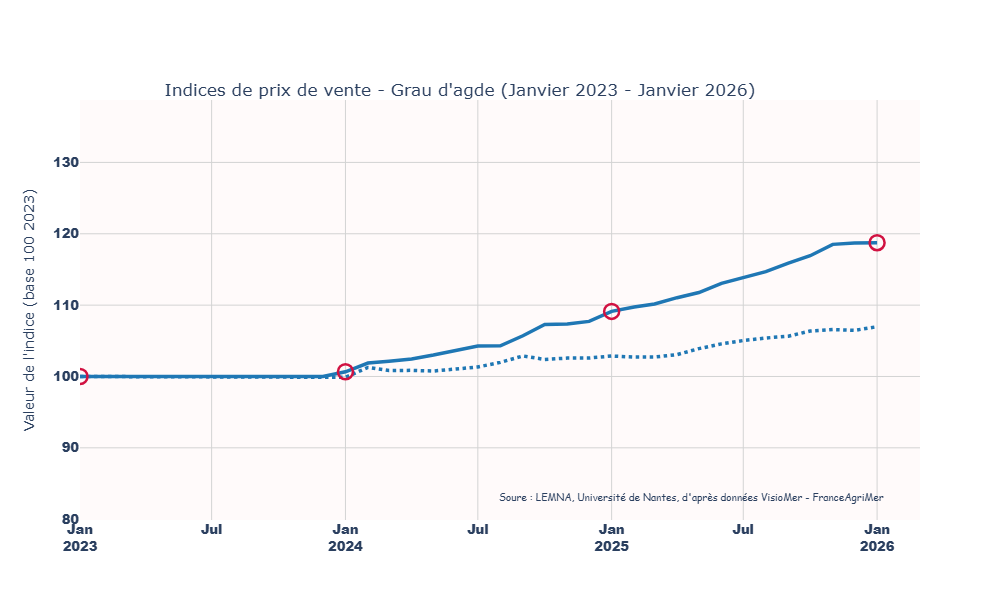 Indices de prix de vente - Grau d'agde (Janvier 2023 - Janvier 2026)
Valeur de l'indice (base 100 2023)
130
120
110
100
90
80
Soure : LEMNA, Université de Nantes, d'après données VisioMer - FranceAgriMer
Jan Jul Jan Jul Jan Jul Jan
2023 2024 2025 2026